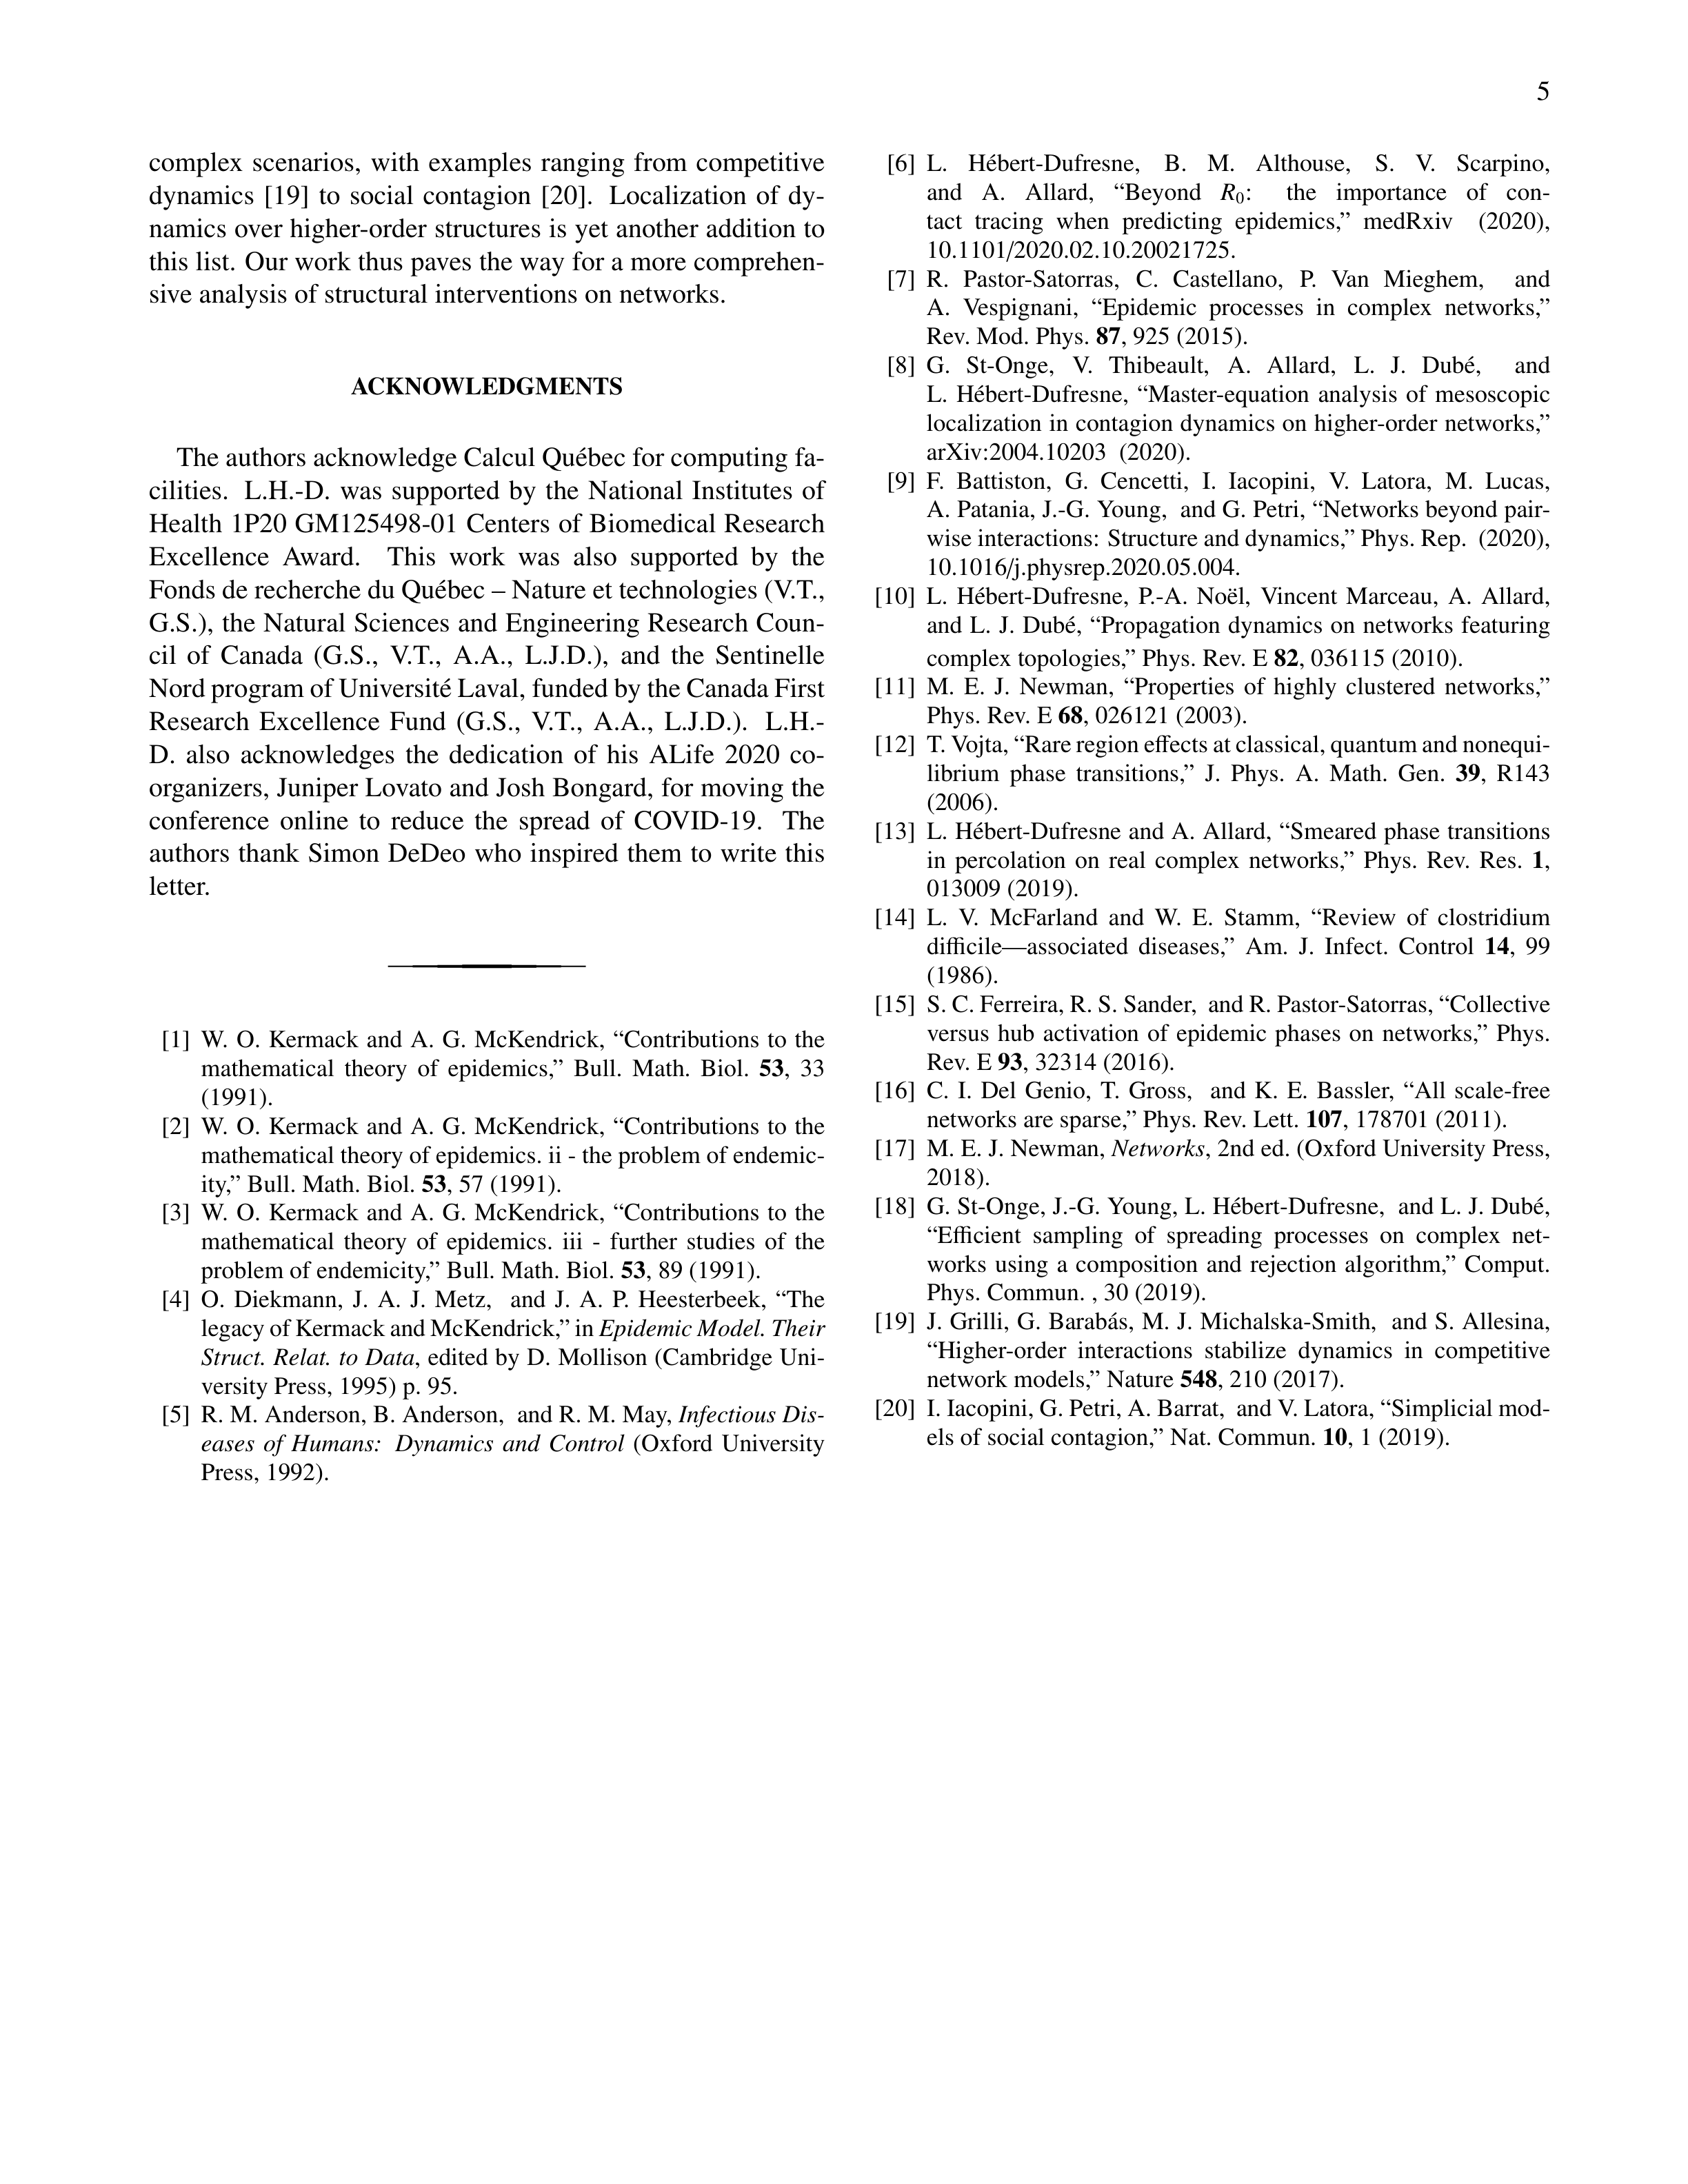 5
complex scenarios, with examples ranging from competitive
dynamics [19] to social contagion [20]. Localization of dy-
namics over higher-order structures is yet another addition to
this list. Our work thus paves the way for a more comprehen-
sive analysis of structural interventions on networks.
ACKNOWLEDGMENTS
The authors acknowledge Calcul Québec for computing fa-
cilities. L.H.-D. was supported by the National Institutes of
Health 1P20 GM125498-01 Centers of Biomedical Research
Excellence Award. This work was also supported by the
Fonds de recherche du Québec – Nature et technologies (V.T.,
G.S.), the Natural Sciences and Engineering Research Coun-
cil of Canada (G.S., V.T., A.A., L.J.D.), and the Sentinelle
Nord program of Université Laval, funded by the Canada First
Research Excellence Fund (G.S., V.T., A.A., L.J.D.). L.H.-
D. also acknowledges the dedication of his ALife 2020 co-
organizers, Juniper Lovato and Josh Bongard, for moving the
conference online to reduce the spread of COVID-19. The
authors thank Simon DeDeo who inspired them to write this
letter.
[1] W. O. Kermack and A. G. McKendrick, “Contributions to the
mathematical theory of epidemics,” Bull. Math. Biol. 53, 33
(1991).
[2] W. O. Kermack and A. G. McKendrick, “Contributions to the
mathematical theory of epidemics. ii - the problem of endemic-
ity,” Bull. Math. Biol. 53, 57 (1991).
[3] W. O. Kermack and A. G. McKendrick, “Contributions to the
mathematical theory of epidemics. iii - further studies of the
problem of endemicity,” Bull. Math. Biol. 53, 89 (1991).
[4] O. Diekmann, J. A. J. Metz, and J. A. P. Heesterbeek, “The
legacy of Kermack and McKendrick,” in Epidemic Model. Their
Struct. Relat. to Data, edited by D. Mollison (Cambridge Uni-
versity Press, 1995) p. 95.
[5] R. M. Anderson, B. Anderson, and R. M. May, Infectious Dis-
eases of Humans: Dynamics and Control (Oxford University
Press, 1992).
[6] L. Hébert-Dufresne, B. M. Althouse, S. V. Scarpino,
and A. Allard, “Beyond R0: the importance of con-
tact tracing when predicting epidemics,” medRxiv (2020),
10.1101/2020.02.10.20021725.
[7] R. Pastor-Satorras, C. Castellano, P. Van Mieghem, and
A. Vespignani, “Epidemic processes in complex networks,”
Rev. Mod. Phys. 87, 925 (2015).
[8] G. St-Onge, V. Thibeault, A. Allard, L. J. Dubé, and
L. Hébert-Dufresne, “Master-equation analysis of mesoscopic
localization in contagion dynamics on higher-order networks,”
arXiv:2004.10203 (2020).
[9] F. Battiston, G. Cencetti, I. Iacopini, V. Latora, M. Lucas,
A. Patania, J.-G. Young, and G. Petri, “Networks beyond pair-
wise interactions: Structure and dynamics,” Phys. Rep. (2020),
10.1016/j.physrep.2020.05.004.
[10] L. Hébert-Dufresne, P.-A. Noël, Vincent Marceau, A. Allard,
and L. J. Dubé, “Propagation dynamics on networks featuring
complex topologies,” Phys. Rev. E 82, 036115 (2010).
[11] M. E. J. Newman, “Properties of highly clustered networks,”
Phys. Rev. E 68, 026121 (2003).
[12] T. Vojta, “Rare region effects at classical, quantum and nonequi-
librium phase transitions,” J. Phys. A. Math. Gen. 39, R143
(2006).
[13] L. Hébert-Dufresne and A. Allard, “Smeared phase transitions
in percolation on real complex networks,” Phys. Rev. Res. 1,
013009 (2019).
[14] L. V. McFarland and W. E. Stamm, “Review of clostridium
difficile—associated diseases,” Am. J. Infect. Control 14, 99
(1986).
[15] S. C. Ferreira, R. S. Sander, and R. Pastor-Satorras, “Collective
versus hub activation of epidemic phases on networks,” Phys.
Rev. E 93, 32314 (2016).
[16] C. I. Del Genio, T. Gross, and K. E. Bassler, “All scale-free
networks are sparse,” Phys. Rev. Lett. 107, 178701 (2011).
[17] M. E. J. Newman, Networks, 2nd ed. (Oxford University Press,
2018).
[18] G. St-Onge, J.-G. Young, L. Hébert-Dufresne, and L. J. Dubé,
“Efficient sampling of spreading processes on complex net-
works using a composition and rejection algorithm,” Comput.
Phys. Commun. , 30 (2019).
[19] J. Grilli, G. Barabás, M. J. Michalska-Smith, and S. Allesina,
“Higher-order interactions stabilize dynamics in competitive
network models,” Nature 548, 210 (2017).
[20] I. Iacopini, G. Petri, A. Barrat, and V. Latora, “Simplicial mod-
els of social contagion,” Nat. Commun. 10, 1 (2019).